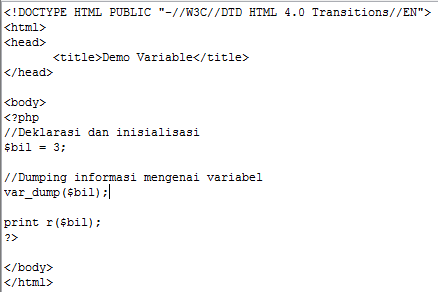 <!DOCTYPE HTML PUBLIC "-//W3C//DTD HTML 4.0 Transitions//EN">
<html>
<head>
<title>Demo Variable</title>
</head>
<body>
<?php
//Deklarasi dan inisialisasi
$bil = 3;
//Dumping informasi mengenai variabel
var_dump($bil);
print r($bil);
?>
</body>
</html>